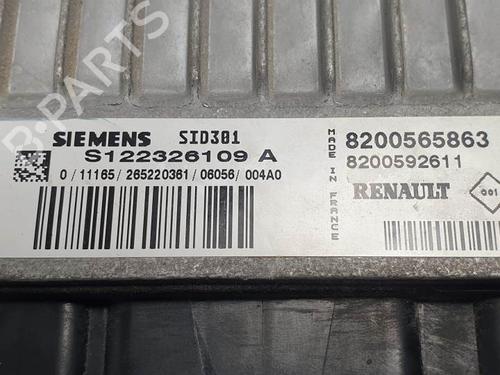 B-PARTS
SIEMENS SID301
S122326109 A
0 / 11165 / 265220361 / 06056 / 004A0
MADE IN FRANCE
8200565863
8200592611
RENAULT
001